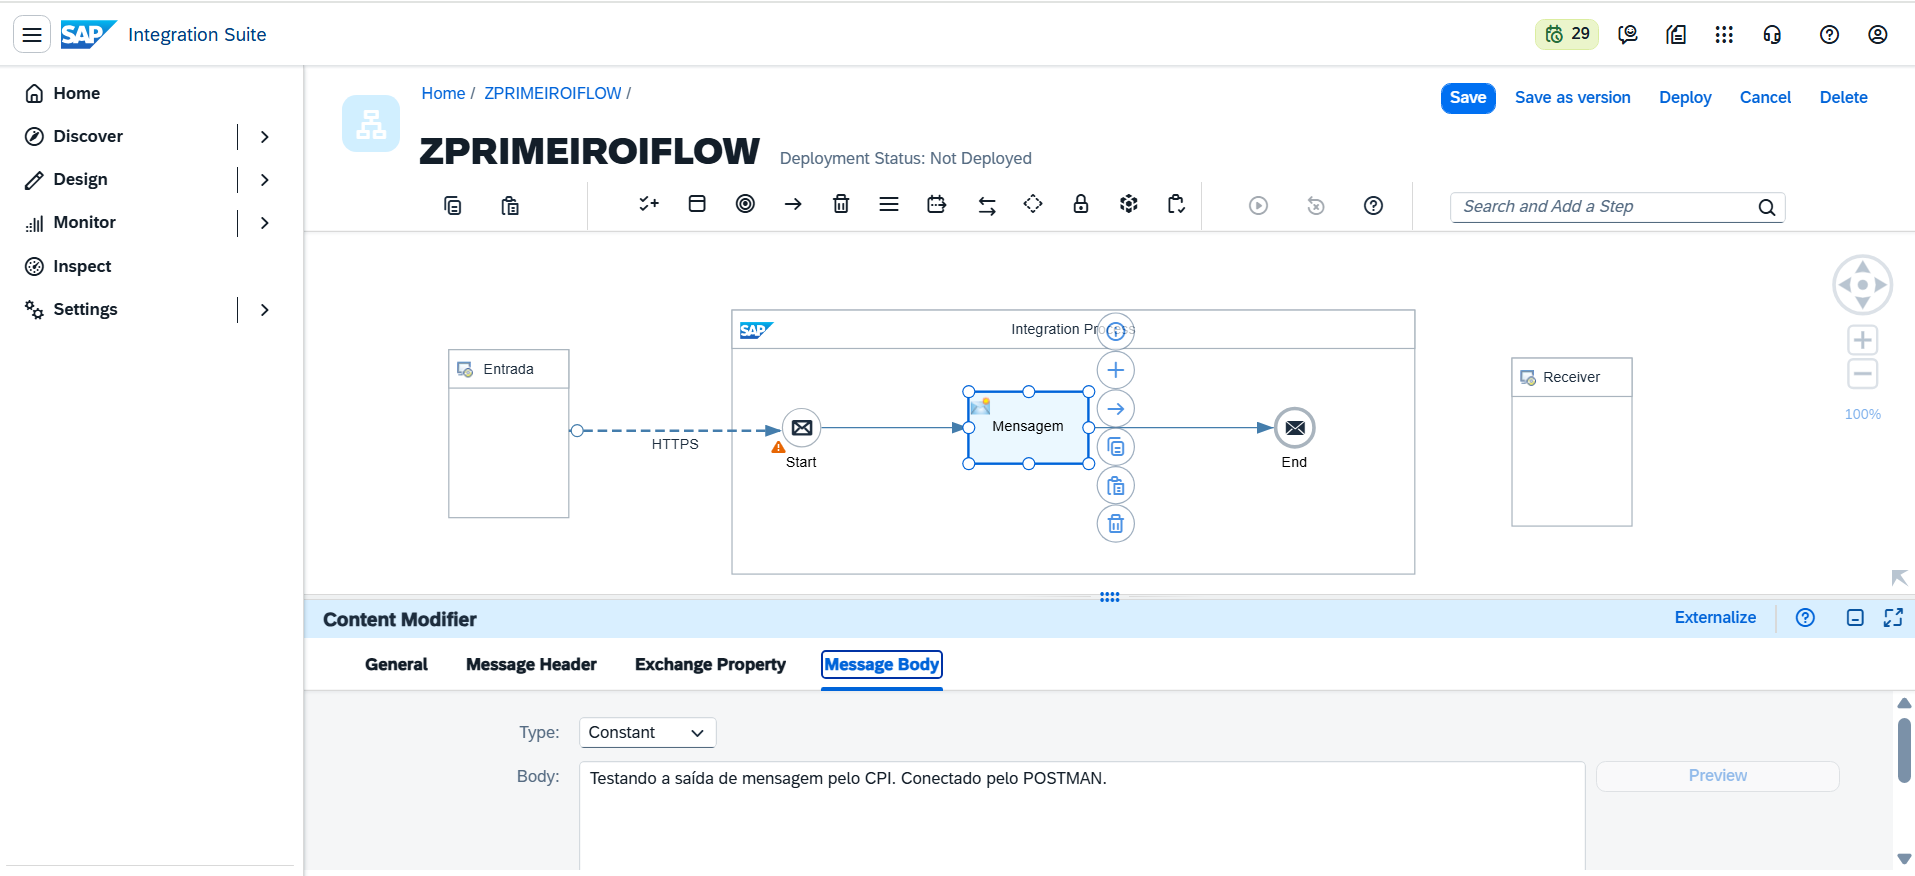 SAP Integration Suite
29
Home
Discover
Design
Monitor
Inspect
Settings
Home / ZPRIMEIROIFLOW /
Save
Save as version
Deploy
Cancel
Delete
ZPRIMEIROIFLOW
Deployment Status: Not Deployed
Search and Add a Step
100%
SAP
Integration Process
Entrada
HTTPS
Start
Mensagem
End
Receiver
Content Modifier
Externalize
General
Message Header
Exchange Property
Message Body
Type:
Constant
Body:
Testando a saída de mensagem pelo CPI. Conectado pelo POSTMAN.
Preview